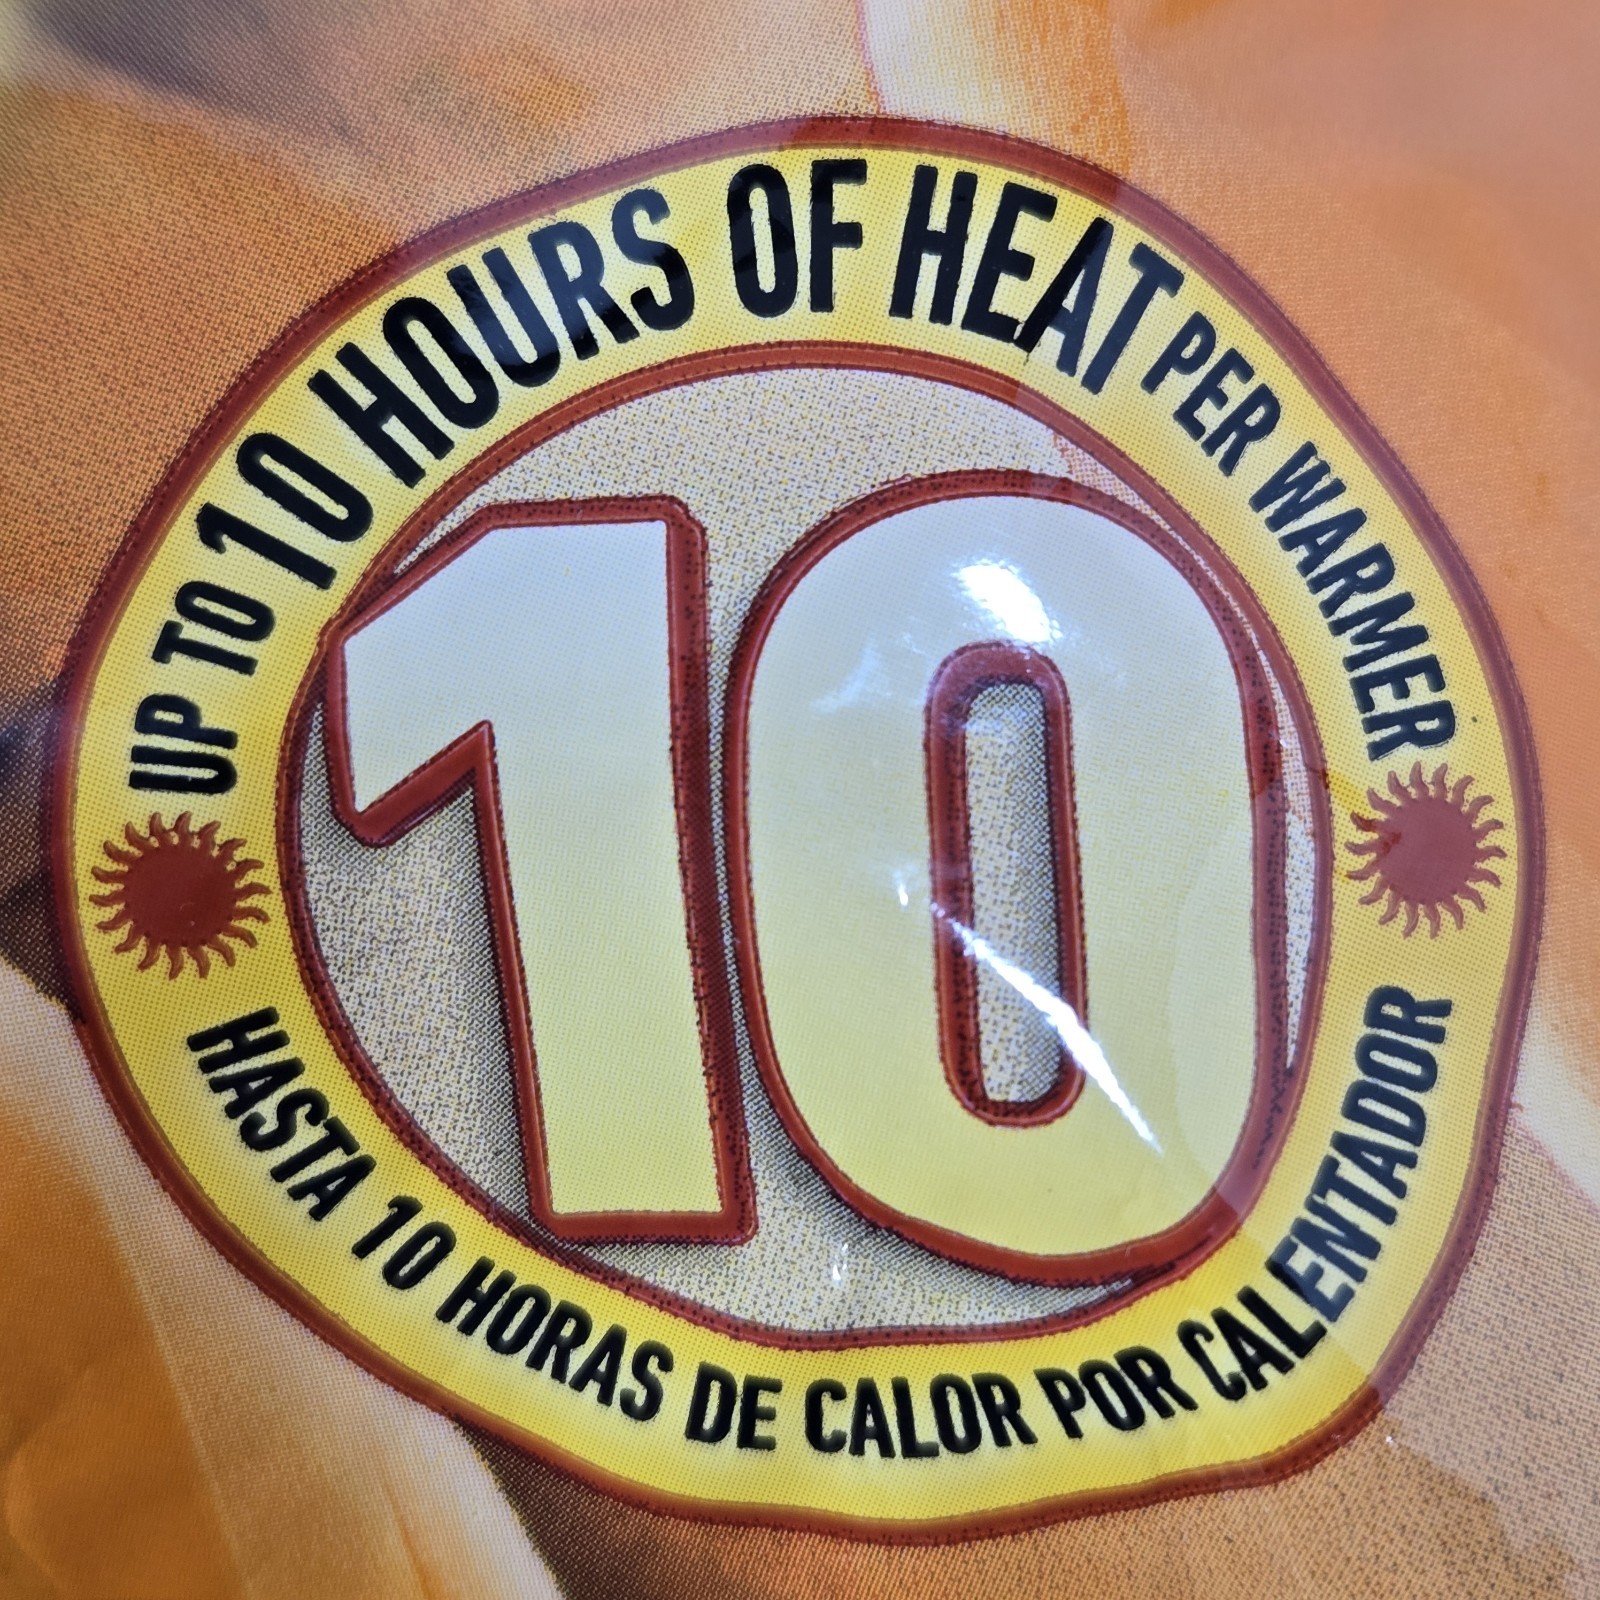 UP TO 10 HOURS OF HEAT PER WARMER
10
HASTA 10 HORAS DE CALOR POR CALENTADOR